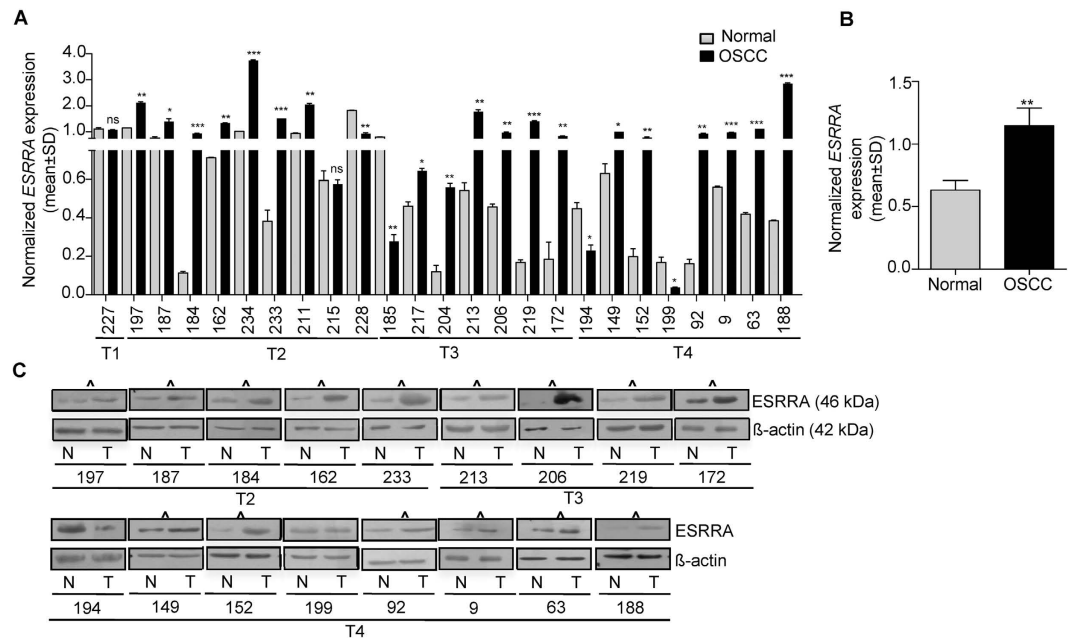 A
Normalized ESRRA expression
(mean±SD)
4.0
3.0
2.0
1.0
0.6
0.4
0.2
0.0
ns ** * *** ** *** *** ** ns ** ** * ** ** ** *** ** * * ** * ** *** *** ***
Normal
OSCC
227 197 187 184 162 234 233 211 215 228 185 217 204 213 206 219 172 194 149 152 199 92 9 63 188
T1 T2 T3 T4
B
Normalized ESRRA
expression
(mean±SD)
1.5
1.0
0.5
0.0
**
Normal OSCC
C
^ ^ ^ ^ ^ ^ ^ ^ ^
ESRRA (46 kDa)
ß-actin (42 kDa)
N T N T N T N T N T N T N T N T N T
197 187 184 162 233 213 206 219 172
T2 T3
^ ^ ^ ^ ^ ^
ESRRA
ß-actin
N T N T N T N T N T N T N T N T
194 149 152 199 92 9 63 188
T4